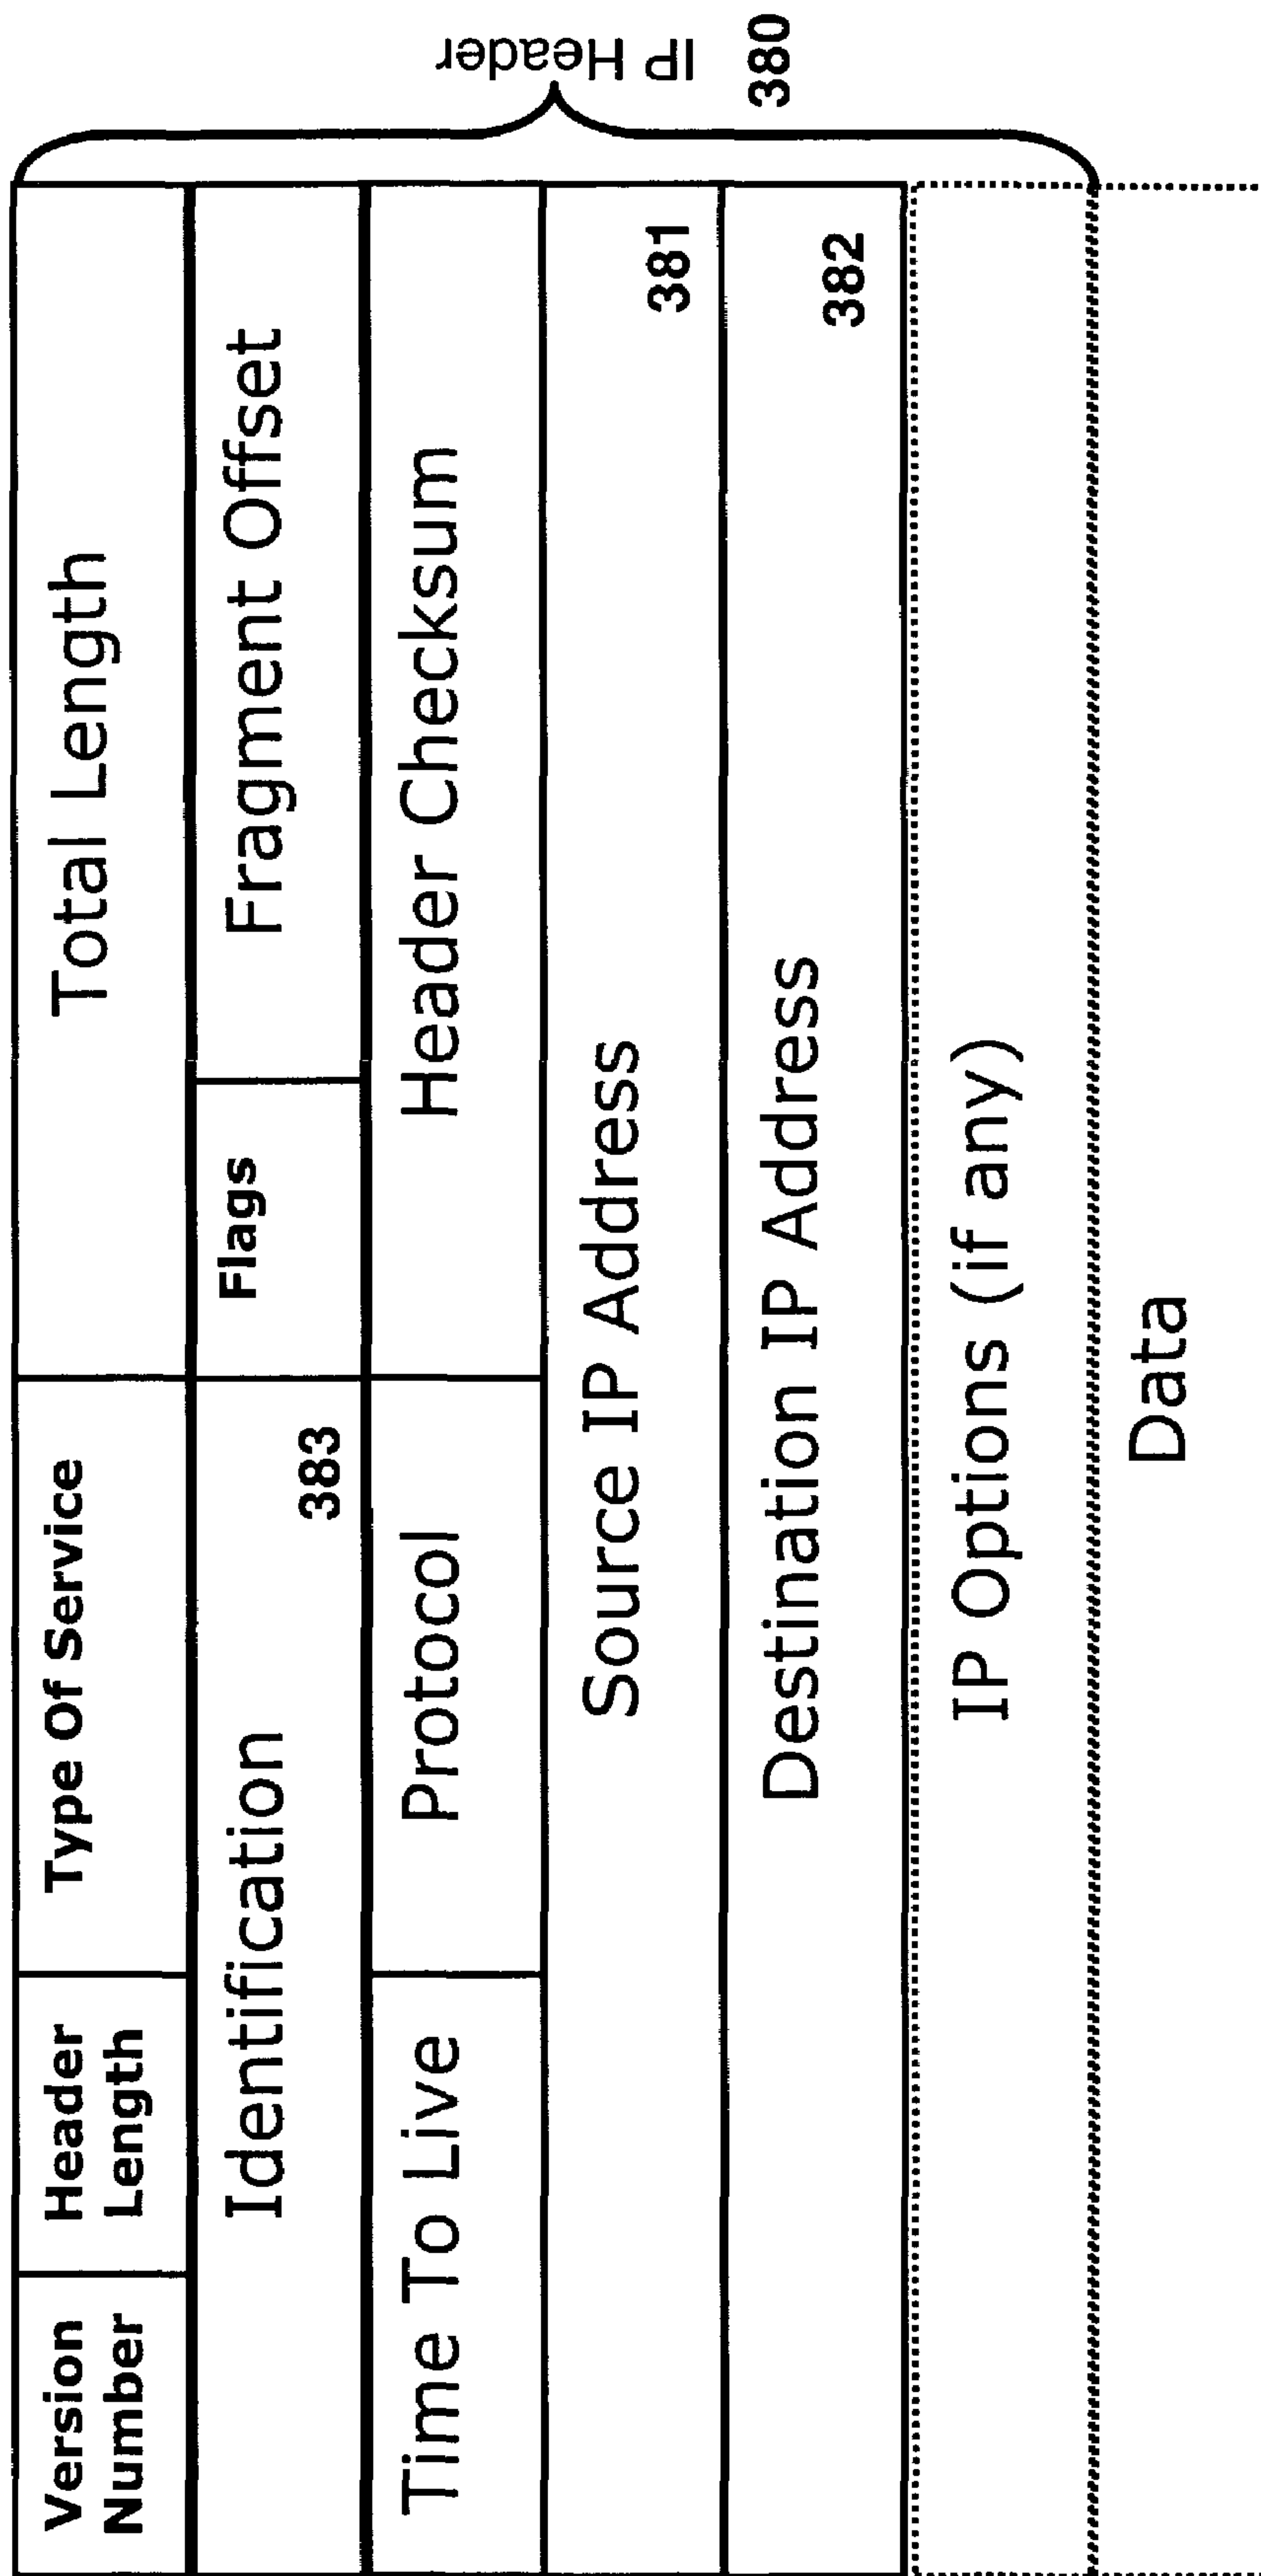 Version Number
Header Length
Type Of Service
Total Length
Identification
383
Flags
Fragment Offset
Time To Live
Protocol
Header Checksum
Source IP Address
381
Destination IP Address
382
IP Options (if any)
Data
IP Header
380